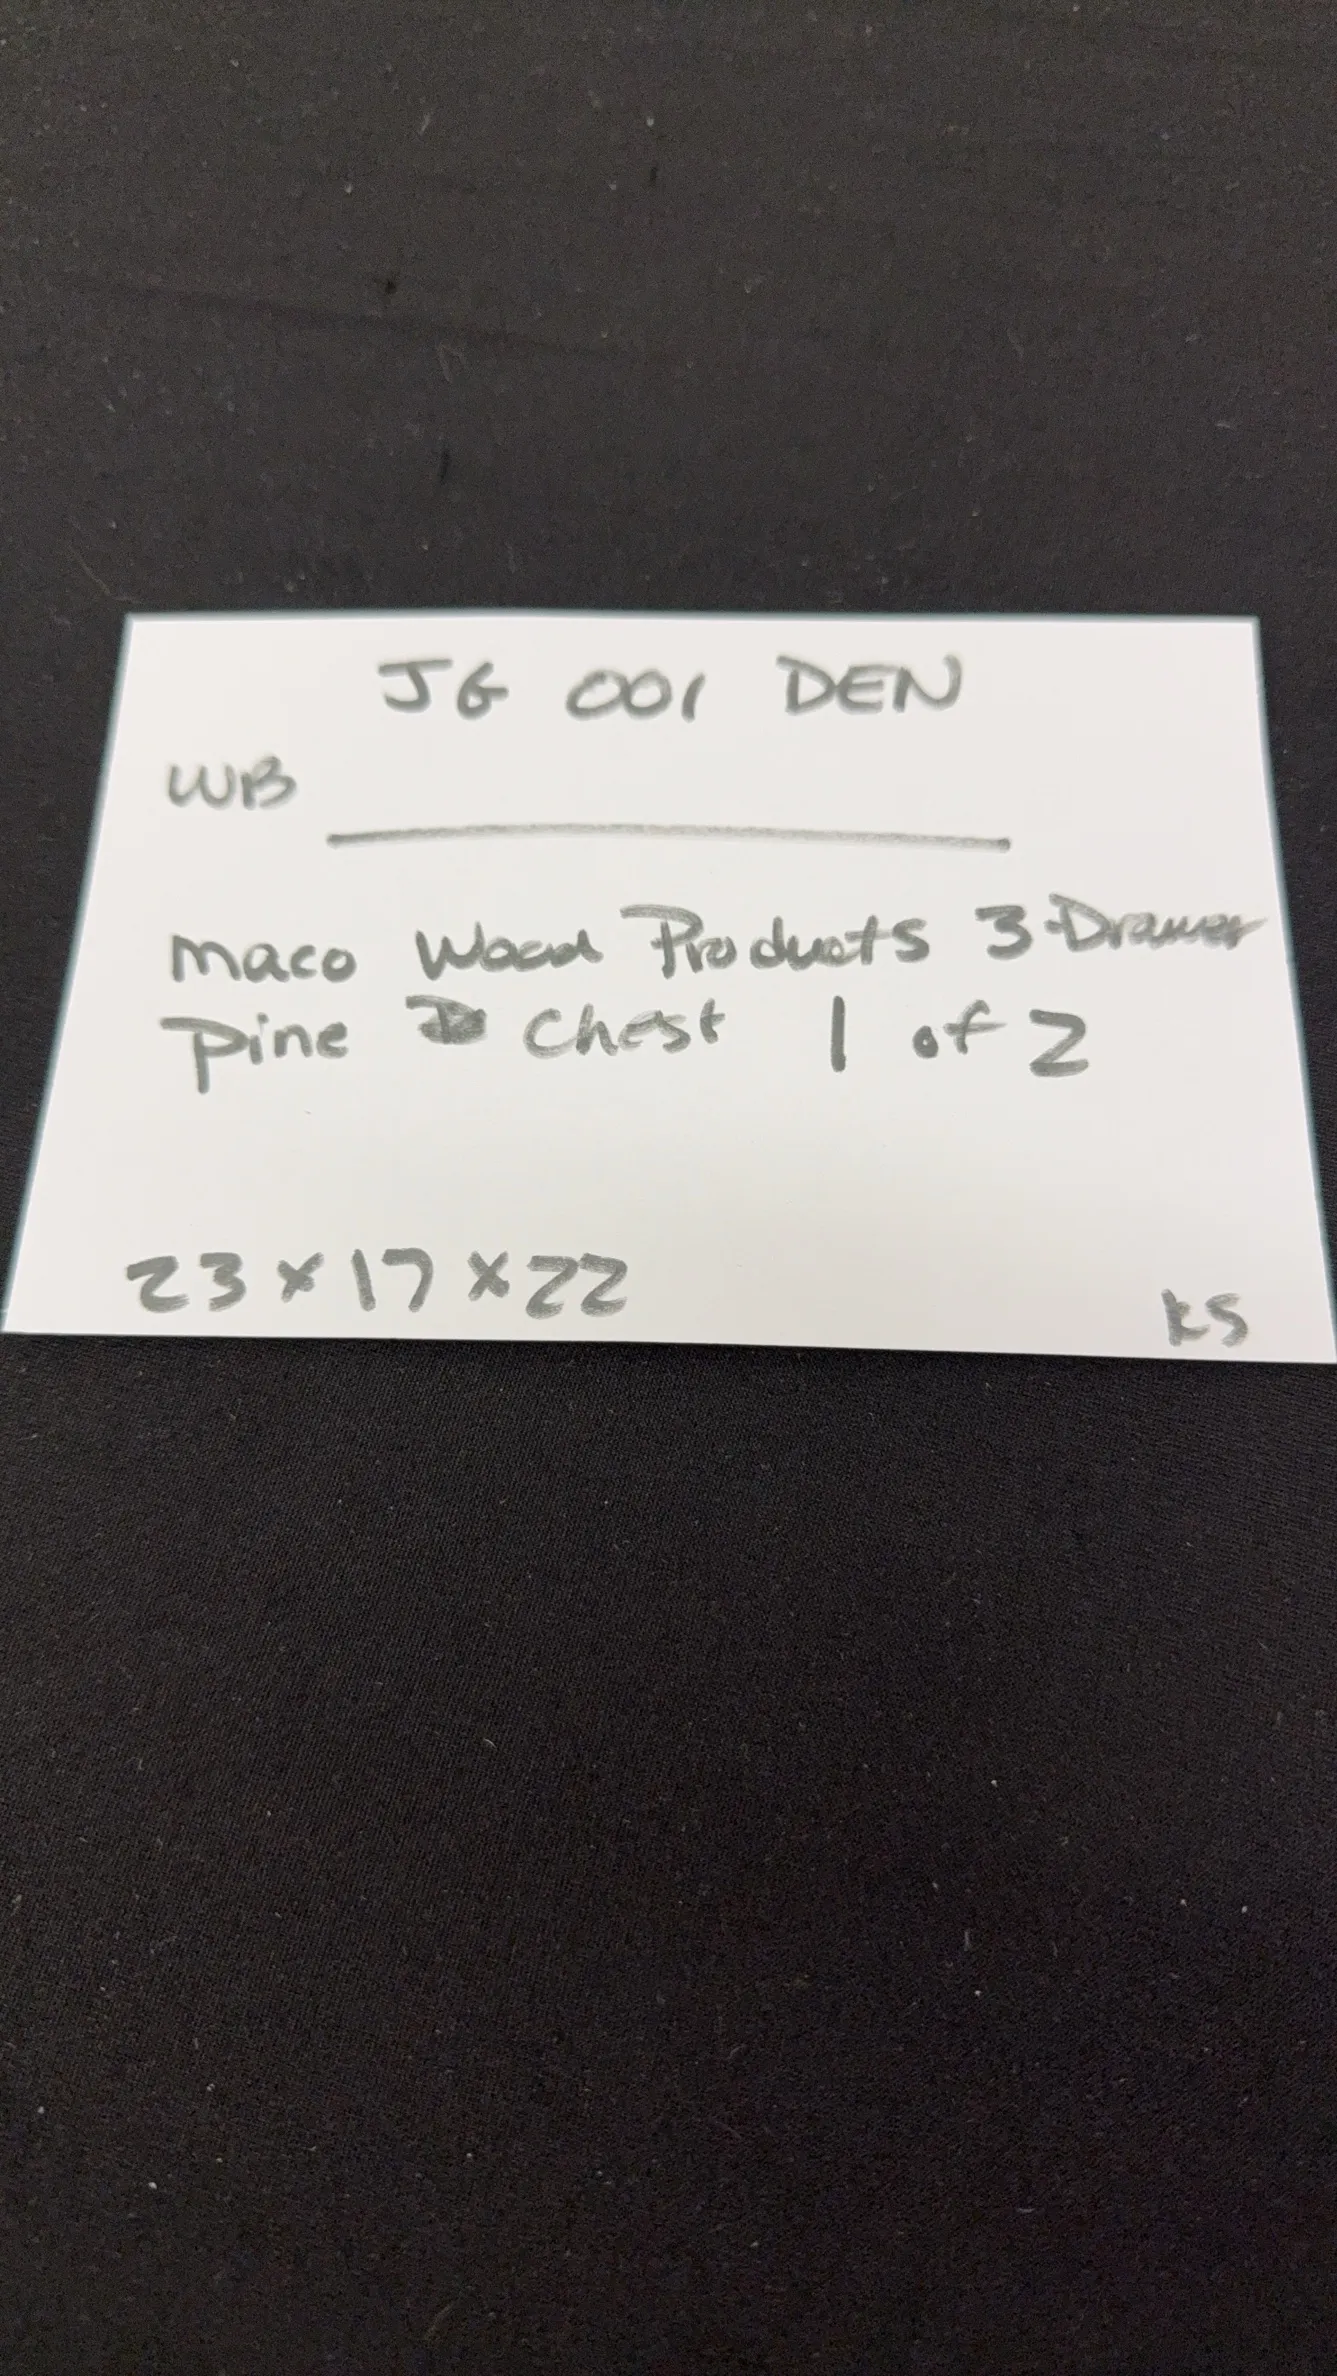 JG 001 DEN
WB
maco Wood Products 3-Drawer
Pine Chest 1 of 2
23 x 17 x 22
KS